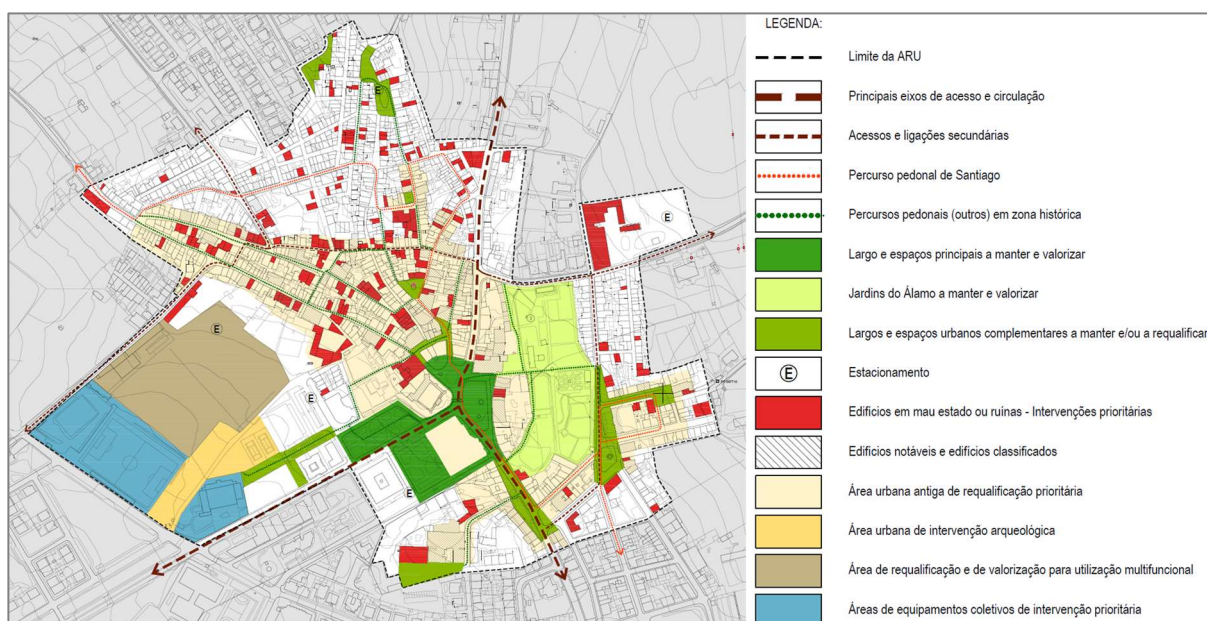 LEGENDA:
Limite da ARU
Principais eixos de acesso e circulação
Acessos e ligações secundárias
Percurso pedonal de Santiago
Percursos pedonais (outros) em zona histórica
Largo e espaços principais a manter e valorizar
Jardins do Álamo a manter e valorizar
Largos e espaços urbanos complementares a manter e/ou a requalificar
E
Estacionamento
Edifícios em mau estado ou ruínas - Intervenções prioritárias
Edifícios notáveis e edifícios classificados
Área urbana antiga de requalificação prioritária
Área urbana de intervenção arqueológica
Área de requalificação e de valorização para utilização multifuncional
Áreas de equipamentos coletivos de intervenção prioritária
E
E
E
E
E